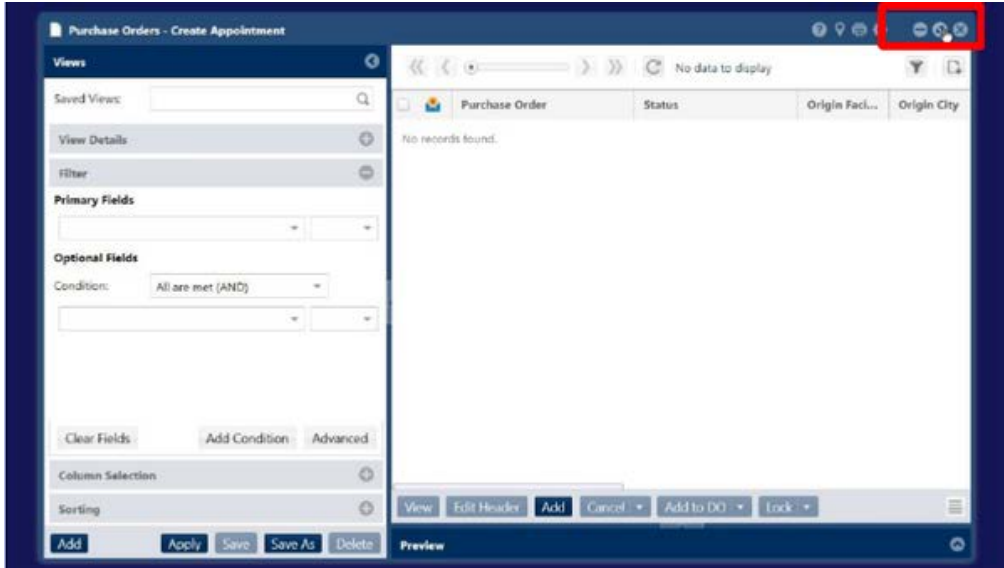 Purchase Orders - Create Appointment
Views
Saved Views:
View Details
Filter
Primary Fields
Optional Fields
Condition: All are met (AND)
Clear Fields Add Condition Advanced
Column Selection
Sorting
Add Apply Save Save As Delete
No data to display
Purchase Order Status Origin Faci... Origin City
No records found.
View Edit Header Add Cancel Add to DO Lock
Preview